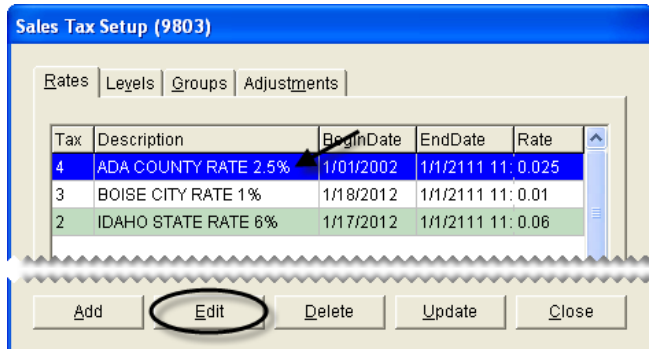 Sales Tax Setup (9803)
Rates Levels Groups Adjustments
Tax Description BeginDate EndDate Rate
4 ADA COUNTY RATE 2.5% 1/01/2002 1/1/2111 11: 0.025
3 BOISE CITY RATE 1% 1/18/2012 1/1/2111 11: 0.01
2 IDAHO STATE RATE 6% 1/17/2012 1/1/2111 11: 0.06
Add Edit Delete Update Close